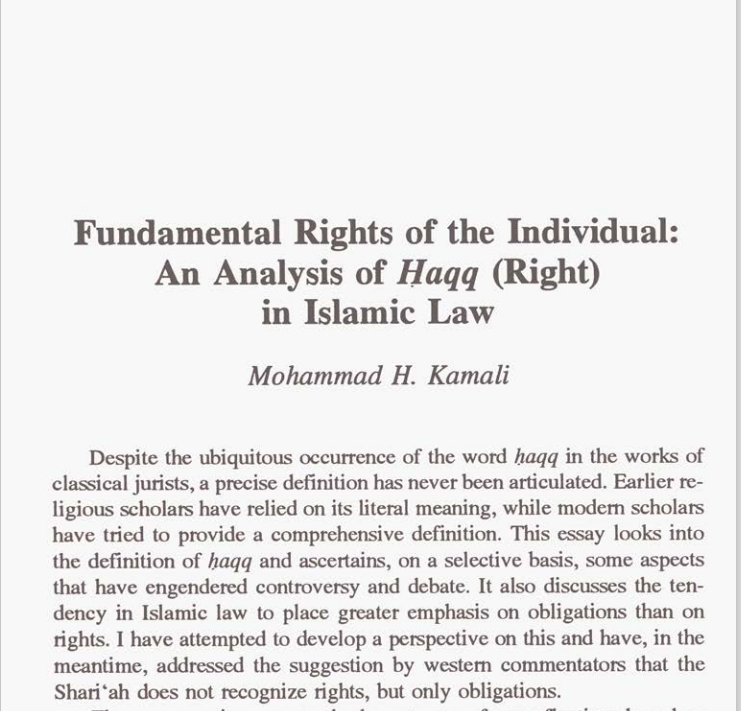 Fundamental Rights of the Individual:
An Analysis of Ḥaqq (Right)
in Islamic Law
Mohammad H. Kamali
Despite the ubiquitous occurrence of the word ḥaqq in the works of
classical jurists, a precise definition has never been articulated. Earlier re-
ligious scholars have relied on its literal meaning, while modern scholars
have tried to provide a comprehensive definition. This essay looks into
the definition of ḥaqq and ascertains, on a selective basis, some aspects
that have engendered controversy and debate. It also discusses the ten-
dency in Islamic law to place greater emphasis on obligations than on
rights. I have attempted to develop a perspective on this and have, in the
meantime, addressed the suggestion by western commentators that the
Shari‘ah does not recognize rights, but only obligations.